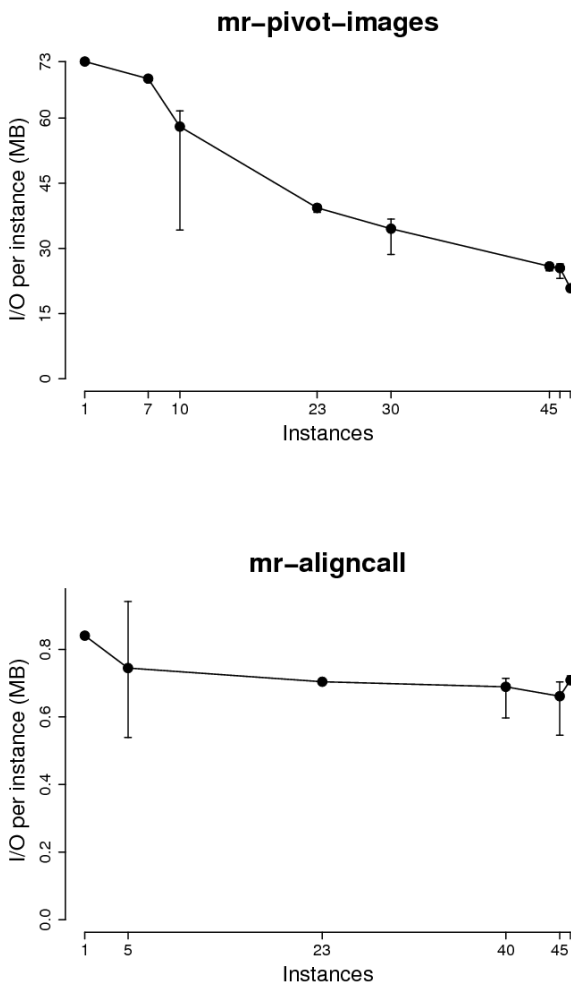 mr−pivot−images
I/O per instance (MB)
73
60
45
30
15
0
1 7 10 23 30 45
Instances
mr−aligncall
I/O per instance (MB)
0.8
0.6
0.4
0.2
0.0
1 5 23 40 45
Instances